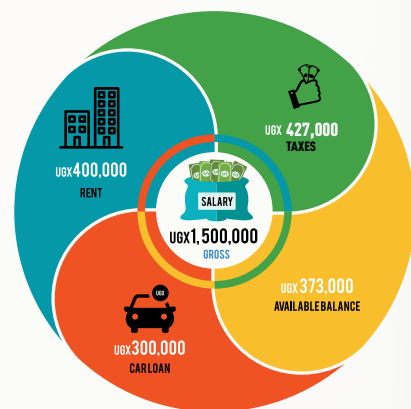 UGX 427,000
TAXES
UGX400,000
RENT
SALARY
UGX1,500,000
GROSS
UGX 373,000
AVAILABLE BALANCE
UGX
UGX300,000
CAR LOAN